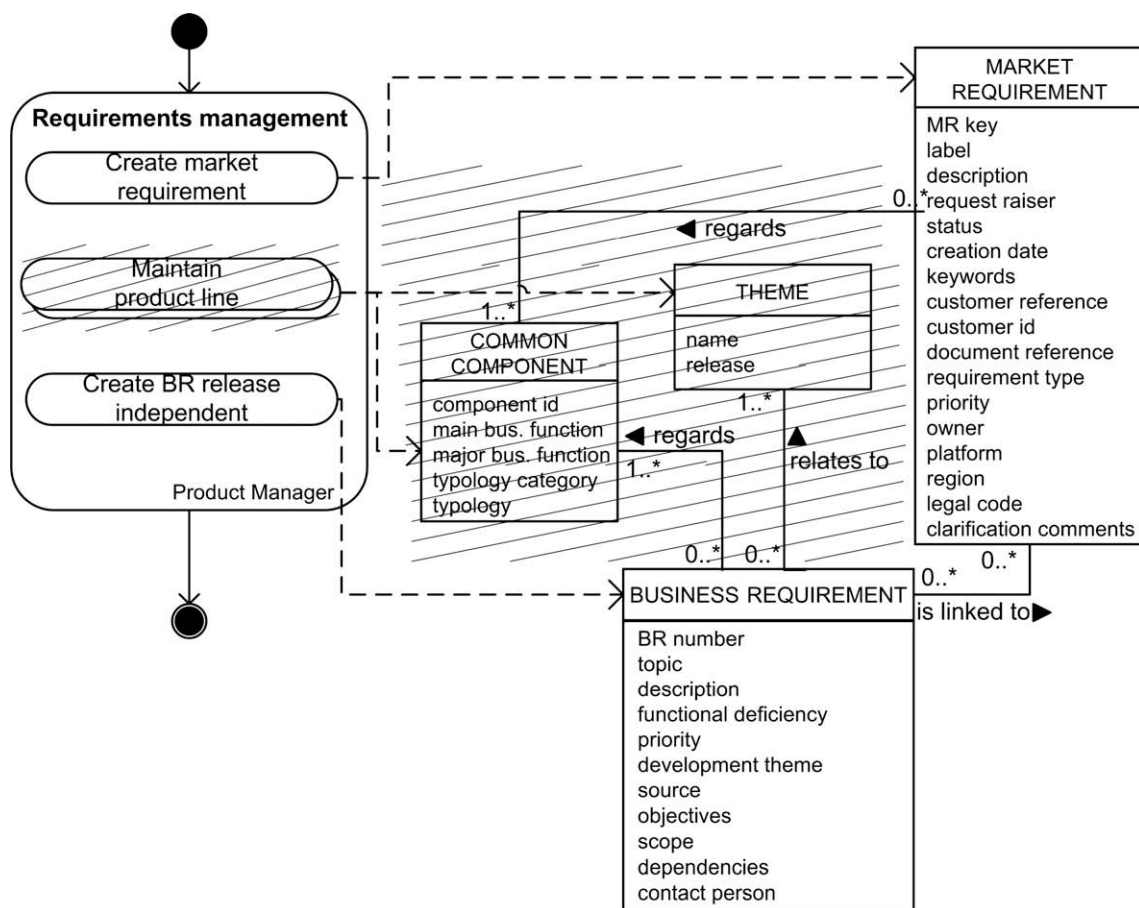 Requirements management
Create market
requirement
Maintain
product line
Create BR release
independent
Product Manager
MARKET
REQUIREMENT
MR key
label
description
request raiser
status
creation date
keywords
customer reference
customer id
document reference
requirement type
priority
owner
platform
region
legal code
clarification comments
0..*
◀ regards
1..*
THEME
name
release
1..*
COMMON
COMPONENT
component id
main bus. function
major bus. function
typology category
typology
◀ regards
1..*
▲
relates to
0..*
0..*
0..*
0..*
is linked to▶
BUSINESS REQUIREMENT
BR number
topic
description
functional deficiency
priority
development theme
source
objectives
scope
dependencies
contact person